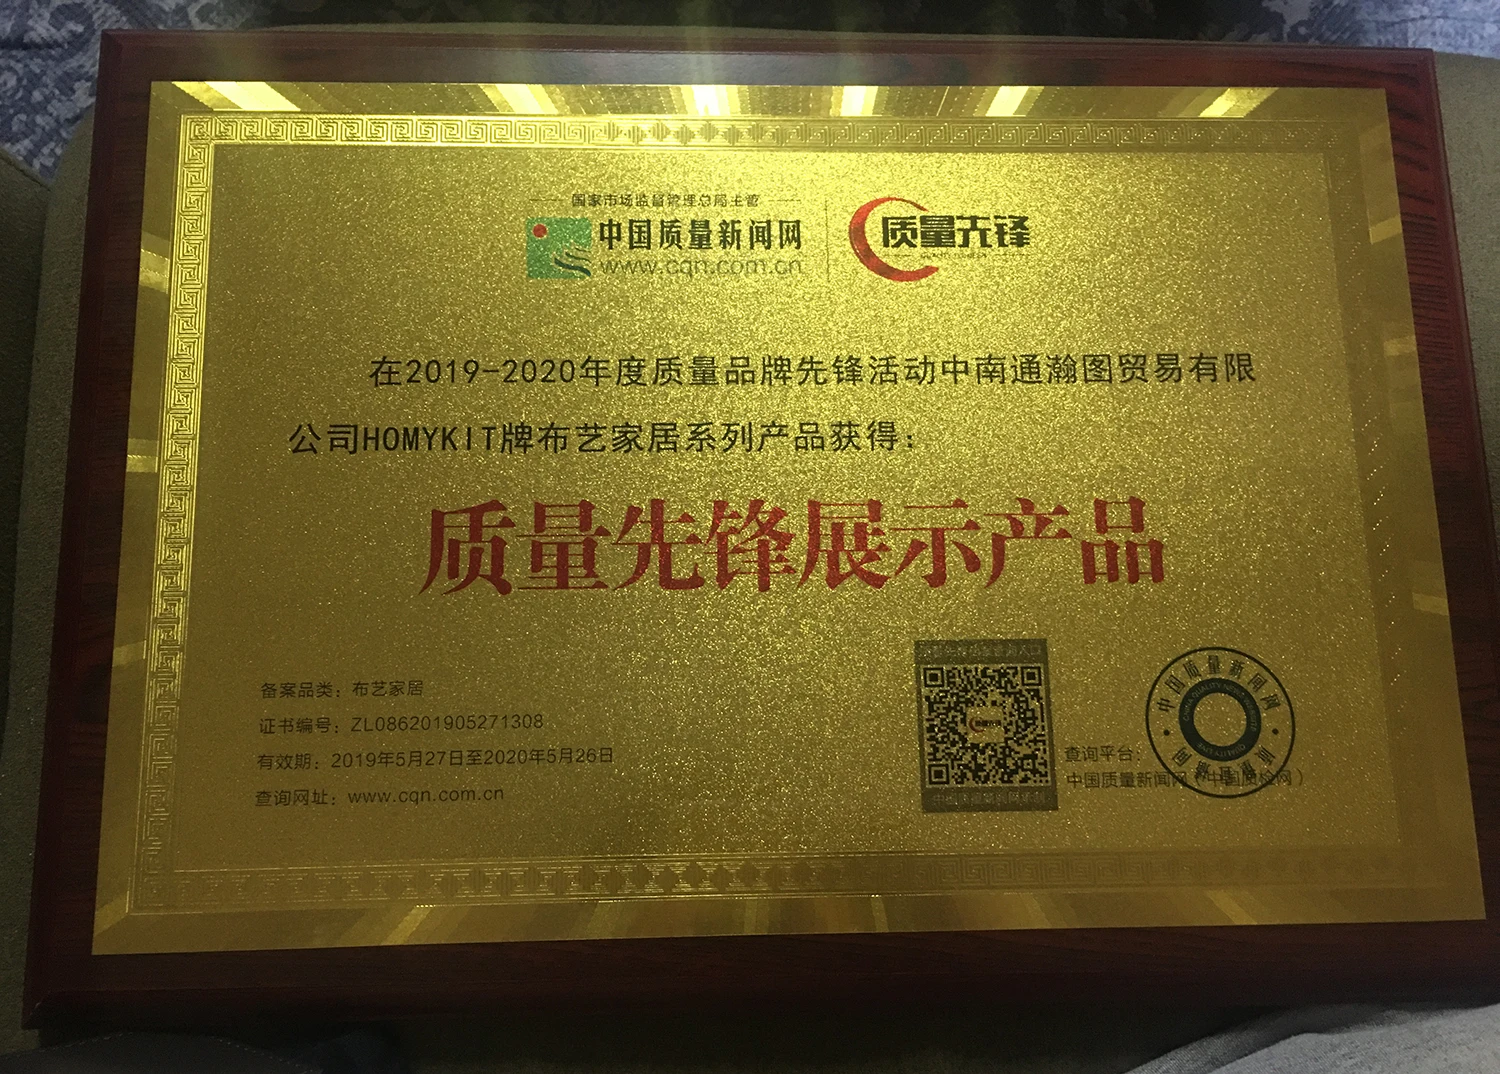 国家市场监督管理总局主管
中国质量新闻网
www.cqn.com.cn
质量先锋
在2019-2020年度质量品牌先锋活动中南通瀚图贸易有限
公司HOMYKIT牌布艺家居系列产品获得：
质量先锋展示产品
备案品类：布艺家居
证书编号：ZL086201905271308
有效期：2019年5月27日至2020年5月26日
查询网址：www.cqn.com.cn
查询平台：
中国质量新闻网（中国质检网）
中国质量新闻网